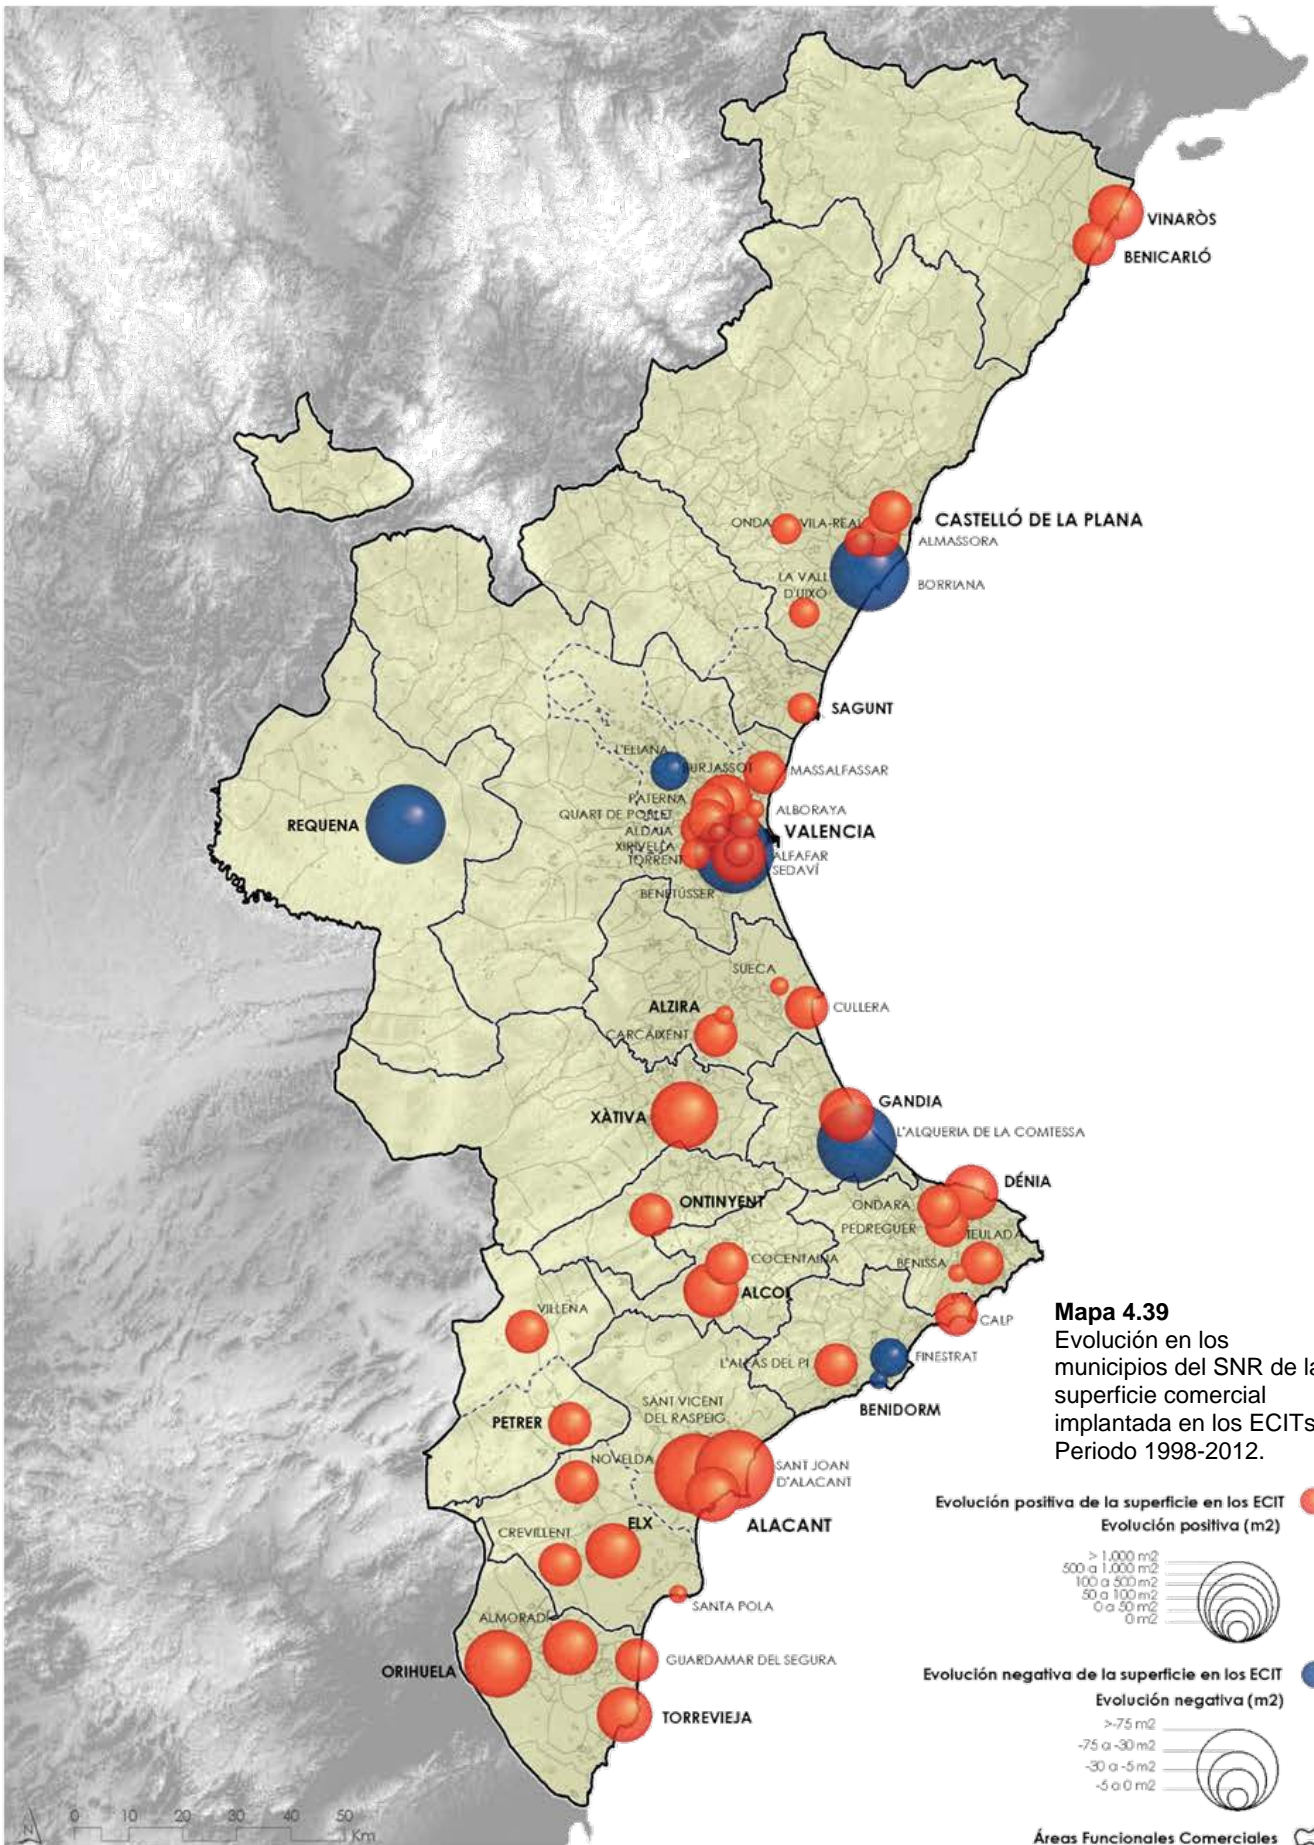 VINARÒS
BENICARLÓ
CASTELLÓ DE LA PLANA
ONDA
VILA-REAL
ALMASSORA
LA VALL
D'UIXÓ
BORRIANA
SAGUNT
L'ELIANA
BURJASSOT
MASSALFASSAR
PATERNA
ALBORAYA
QUART DE POBLET
REQUENA
ALDAIA
VALENCIA
XIRIVELLA
TORRENT
ALFAFAR
SEDAVÍ
BENETÚSSER
SUECA
ALZIRA
CULLERA
CARCAIXENT
GANDIA
XÀTIVA
L'ALQUERIA DE LA COMTESSA
DÉNIA
ONTINYENT
ONDARA
PEDREGUER
TEULADA
COCENTAINA
BENISSA
ALCOI
VILLENA
CALP
FINESTRAT
L'ALFÀS DEL PI
BENIDORM
SANT VICENT
DEL RASPEIG
PETRER
NOVELDA
SANT JOAN
D'ALACANT
ALACANT
ELX
CREVILLENT
SANTA POLA
ALMORADÍ
ORIHUELA
GUARDAMAR DEL SEGURA
TORREVIEJA
Mapa 4.39
Evolución en los
municipios del SNR de la
superficie comercial
implantada en los ECITs
Periodo 1998-2012.
Evolución positiva de la superficie en los ECIT
Evolución positiva (m2)
> 1.000 m2
500 a 1.000 m2
100 a 500 m2
50 a 100 m2
0 a 50 m2
0 m2
Evolución negativa de la superficie en los ECIT
Evolución negativa (m2)
>-75 m2
-75 a -30 m2
-30 a -5 m2
-5 a 0 m2
Áreas Funcionales Comerciales
N
0 10 20 30 40 50
Km